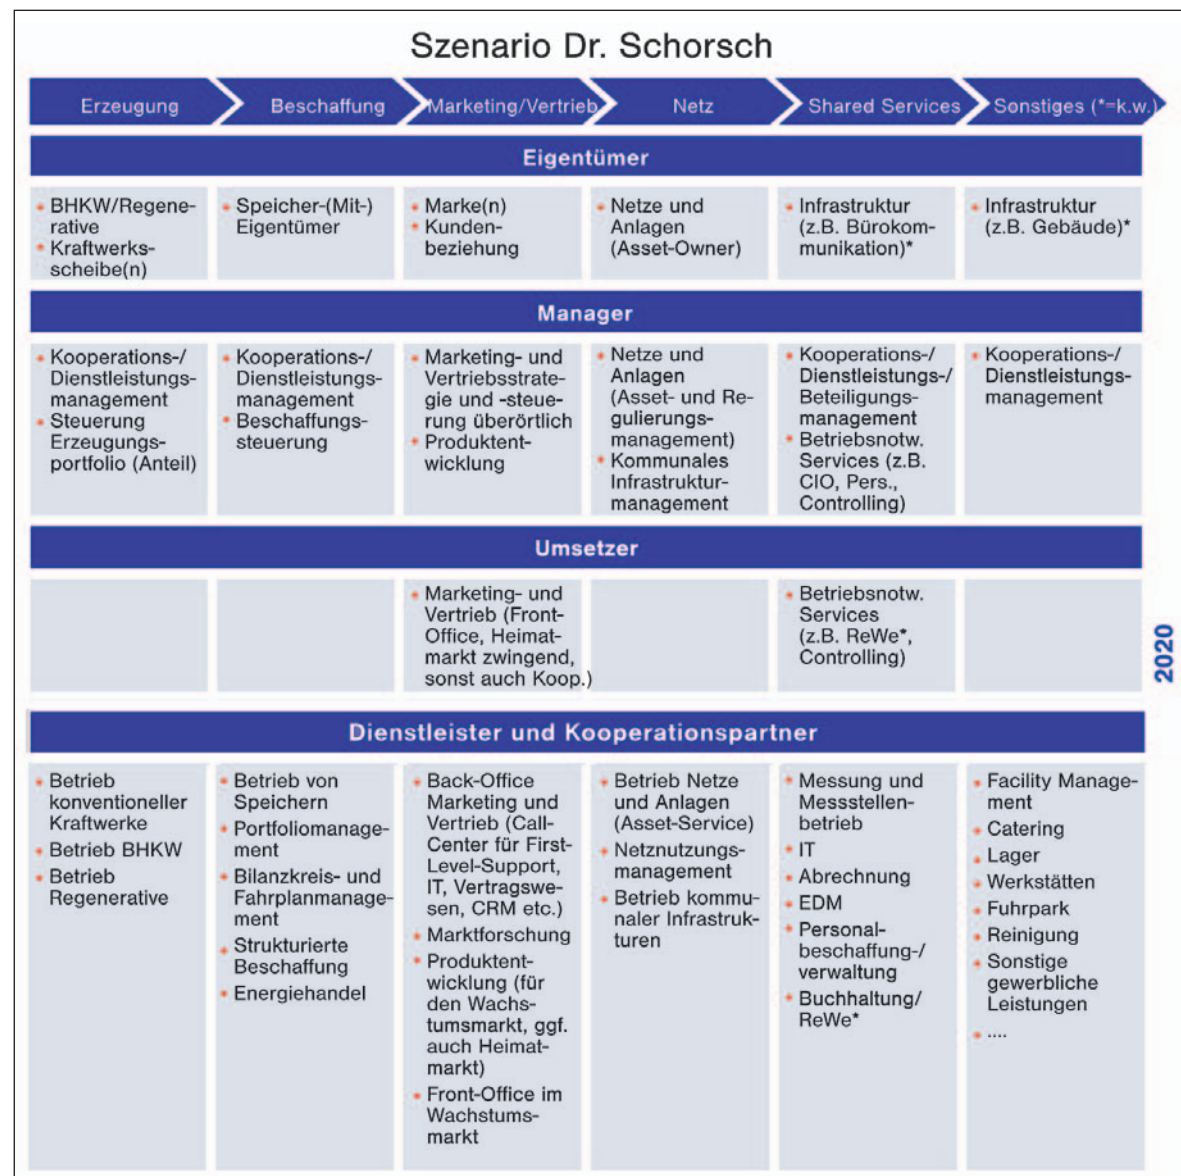 Szenario Dr. Schorsch
Erzeugung
Beschaffung
Marketing/Vertrieb
Netz
Shared Services
Sonstiges (*=k.w.)
Eigentümer
* BHKW/Regene-
rative
* Kraftwerks-
scheibe(n)
* Speicher-(Mit-)
Eigentümer
* Marke(n)
* Kunden-
beziehung
* Netze und
Anlagen
(Asset-Owner)
* Infrastruktur
(z.B. Bürokom-
munikation)*
* Infrastruktur
(z.B. Gebäude)*
Manager
* Kooperations-/
Dienstleistungs-
management
* Steuerung
Erzeugungs-
portfolio (Anteil)
* Kooperations-/
Dienstleistungs-
management
* Beschaffungs-
steuerung
* Marketing- und
Vertriebsstrate-
gie und -steue-
rung überörtlich
* Produktent-
wicklung
* Netze und
Anlagen
(Asset- und Re-
gulierungs-
management)
* Kommunales
Infrastruktur-
management
* Kooperations-/
Dienstleistungs-/
Beteiligungs-
management
* Betriebsnotw.
Services (z.B.
CIO, Pers.,
Controlling)
* Kooperations-/
Dienstleistungs-
management
Umsetzer
* Marketing- und
Vertrieb (Front-
Office, Heimat-
markt zwingend,
sonst auch Koop.)
* Betriebsnotw.
Services
(z.B. ReWe*,
Controlling)
2020
Dienstleister und Kooperationspartner
* Betrieb
konventioneller
Kraftwerke
* Betrieb BHKW
* Betrieb
Regenerative
* Betrieb von
Speichern
* Portfoliomanage-
ment
* Bilanzkreis- und
Fahrplanmanage-
ment
* Strukturierte
Beschaffung
* Energiehandel
* Back-Office
Marketing und
Vertrieb (Call-
Center für First-
Level-Support,
IT, Vertragswe-
sen, CRM etc.)
* Marktforschung
* Produktent-
wicklung (für
den Wachs-
tumsmarkt, ggf.
auch Heimat-
markt)
* Front-Office im
Wachstums-
markt
* Betrieb Netze
und Anlagen
(Asset-Service)
* Netznutzungs-
management
* Betrieb kommu-
naler Infrastruk-
turen
* Messung und
Messstellen-
betrieb
* IT
* Abrechnung
* EDM
* Personal-
beschaffung-/
verwaltung
* Buchhaltung/
ReWe*
* Facility Manage-
ment
* Catering
* Lager
* Werkstätten
* Fuhrpark
* Reinigung
* Sonstige
gewerbliche
Leistungen
* ....